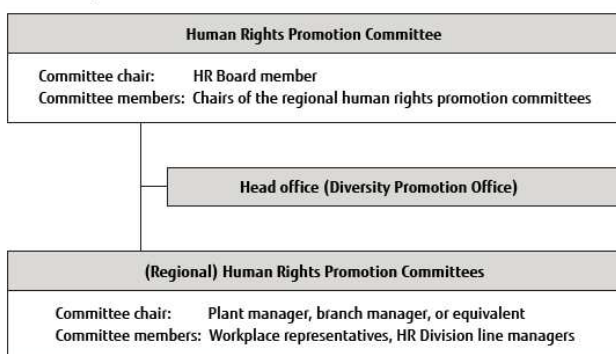 Human Rights Promotion Committee
Committee chair: HR Board member
Committee members: Chairs of the regional human rights promotion committees
Head office (Diversity Promotion Office)
(Regional) Human Rights Promotion Committees
Committee chair: Plant manager, branch manager, or equivalent
Committee members: Workplace representatives, HR Division line managers